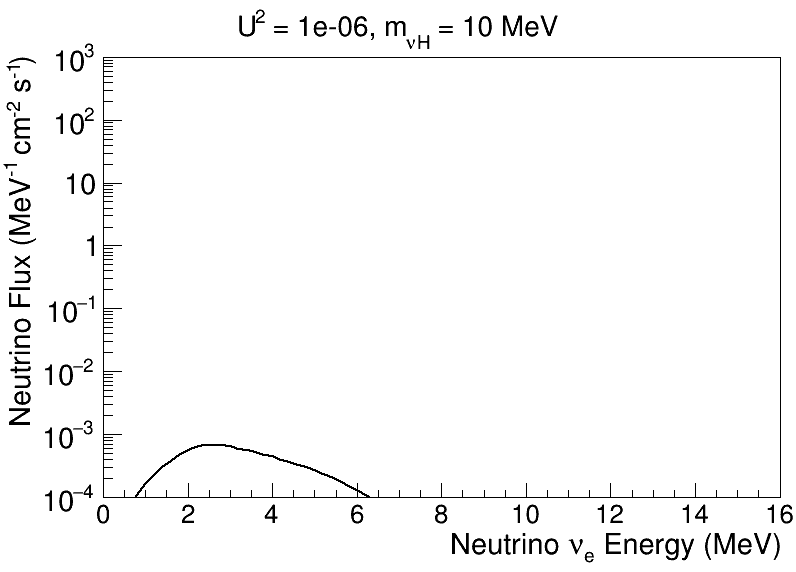 U² = 1e-06, m_νH = 10 MeV
Neutrino Flux (MeV⁻¹ cm⁻² s⁻¹)
10³
10²
10
1
10⁻¹
10⁻²
10⁻³
10⁻⁴
0 2 4 6 8 10 12 14 16
Neutrino νₑ Energy (MeV)